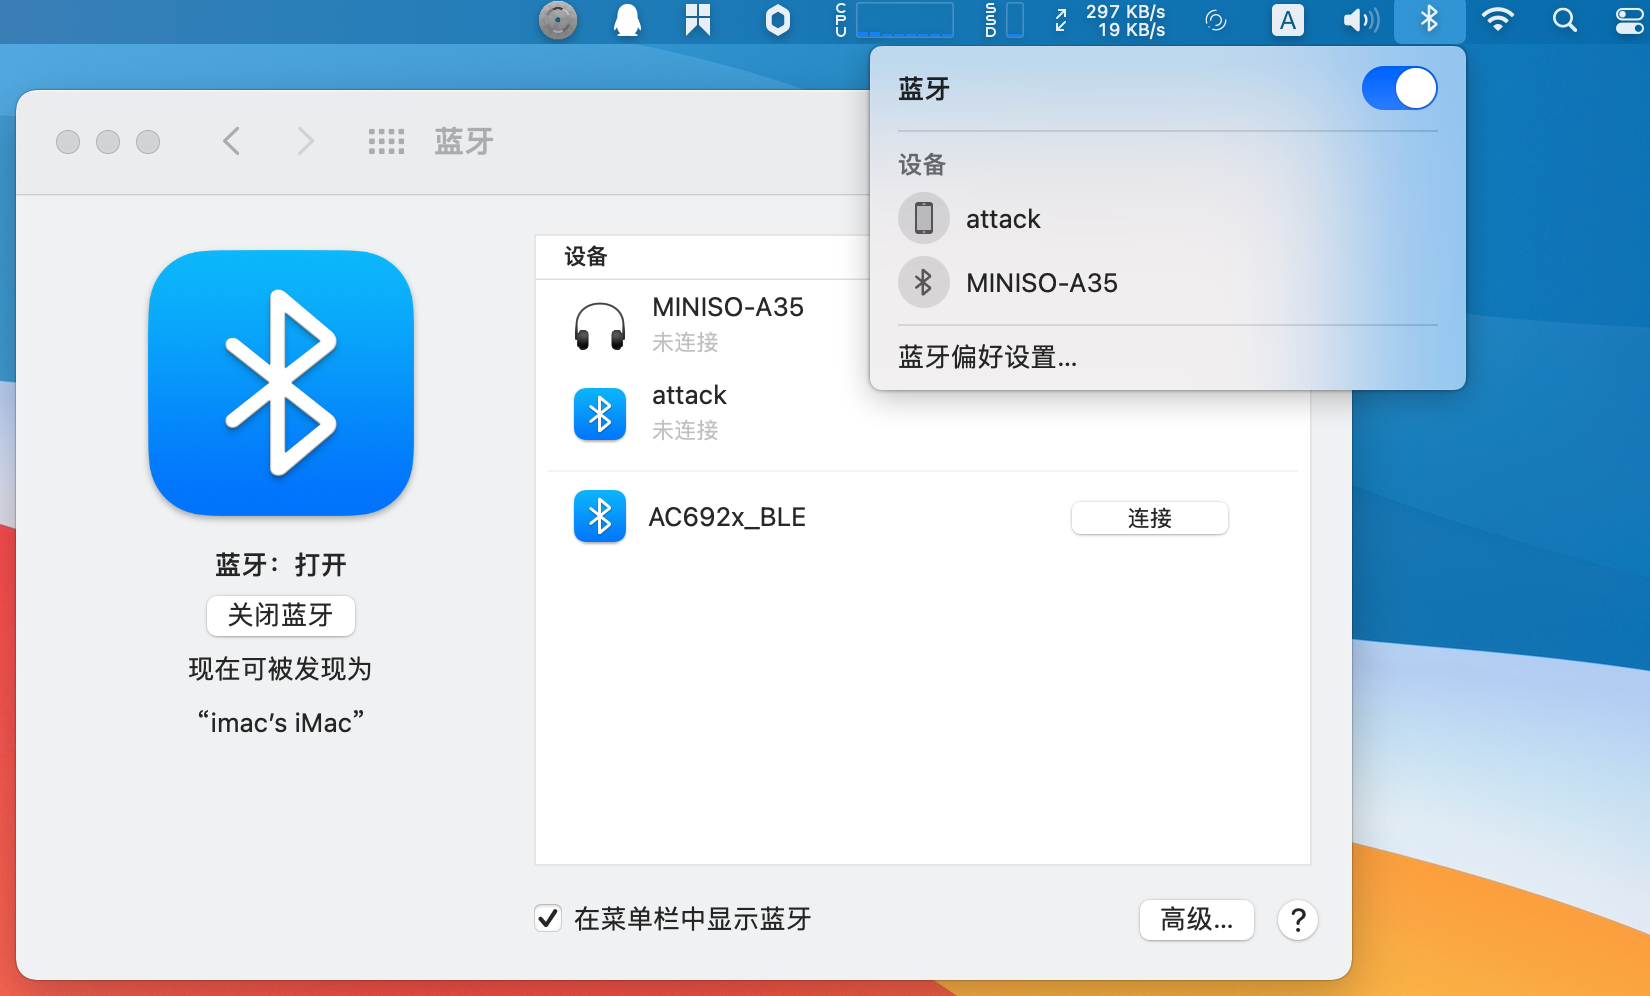 CPU
SSD
297 KB/s
19 KB/s
A
蓝牙
设备
attack
MINISO-A35
蓝牙偏好设置...
蓝牙
蓝牙：打开
关闭蓝牙
现在可被发现为
“imac’s iMac”
设备
MINISO-A35
未连接
attack
未连接
AC692x_BLE
连接
在菜单栏中显示蓝牙
高级...
?